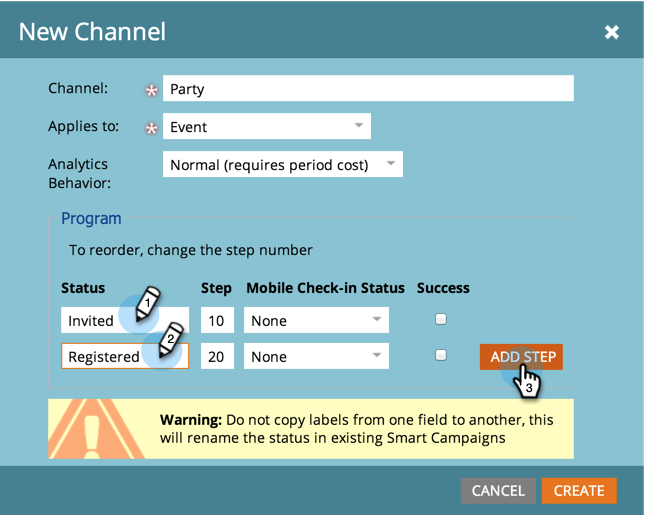 New Channel
Channel: Party
Applies to: Event
Analytics Behavior: Normal (requires period cost)
Program
To reorder, change the step number
Status Step Mobile Check-in Status Success
Invited 1 10 None
Registered 2 20 None ADD STEP
3
Warning: Do not copy labels from one field to another, this
will rename the status in existing Smart Campaigns
CANCEL CREATE